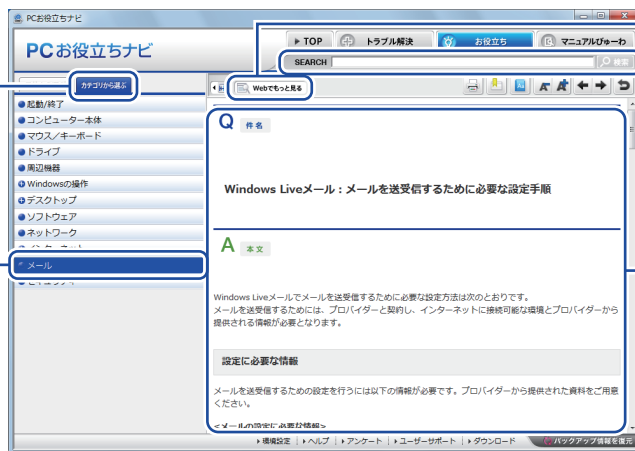 PCお役立ちナビ
PCお役立ちナビ
TOP
トラブル解決
お役立ち
マニュアルびゅーわ
SEARCH
検索
カテゴリから選ぶ
Webでもっと見る
起動/終了
コンピューター本体
マウス/キーボード
ドライブ
周辺機器
Windowsの操作
デスクトップ
ソフトウェア
ネットワーク
メール
Q 件名
Windows Liveメール：メールを送受信するために必要な設定手順
A 本文
Windows Liveメールでメールを送受信するために必要な設定方法は次のとおりです。
メールを送受信するためには、プロバイダーと契約し、インターネットに接続可能な環境とプロバイダーから
提供される情報が必要となります。
設定に必要な情報
メールを送受信するための設定を行うには以下の情報が必要です。プロバイダーから提供された資料をご用意
ください。
<メールの設定に必要な情報>
環境設定 ヘルプ アンケート ユーザーサポート ダウンロード バックアップ情報を復元